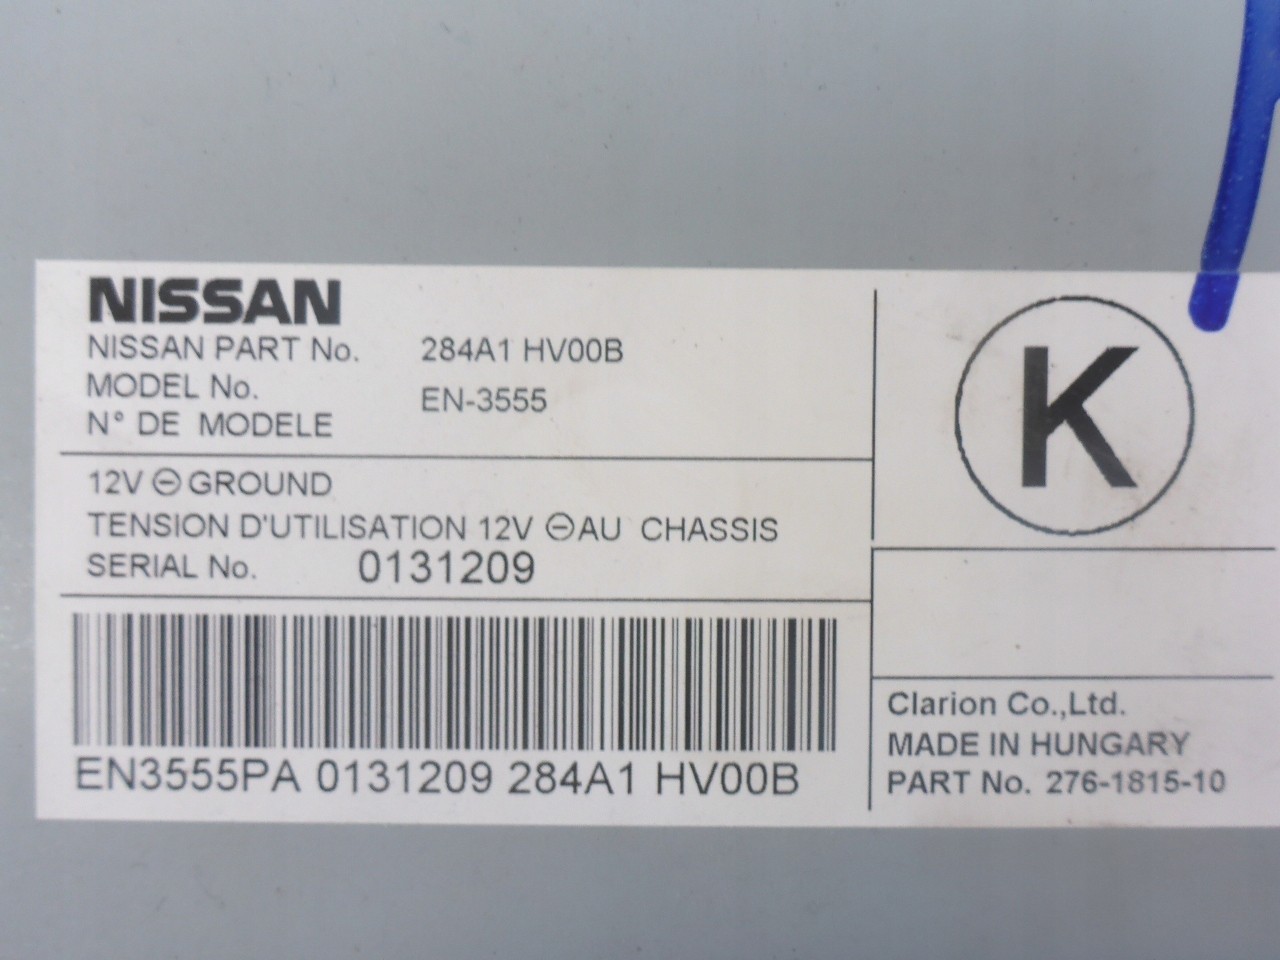 NISSAN
NISSAN PART No. 284A1 HV00B
MODEL No.
N° DE MODELE EN-3555
12V ⊖ GROUND
TENSION D'UTILISATION 12V ⊖ AU CHASSIS
SERIAL No. 0131209
EN3555PA 0131209 284A1 HV00B
K
Clarion Co.,Ltd.
MADE IN HUNGARY
PART No. 276-1815-10